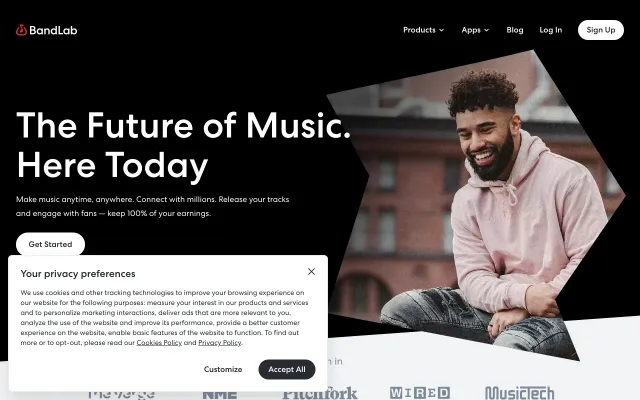 BandLab
Products Apps Blog Log In Sign Up
The Future of Music.
Here Today
Make music anytime, anywhere. Connect with millions. Release your tracks
and engage with fans — keep 100% of your earnings.
Get Started
Your privacy preferences
We use cookies and other tracking technologies to improve your browsing experience on
our website for the following purposes: measure your interest in our products and services
and to personalize marketing interactions, deliver ads that are more relevant to you,
analyze the use of the website and improve its performance, provide a better customer
experience on the website, enable basic features of the website to function. To find out
more or to opt-out, please read our Cookies Policy and Privacy Policy.
Customize Accept All
in
NME Pitchfork WIRED MusicTech